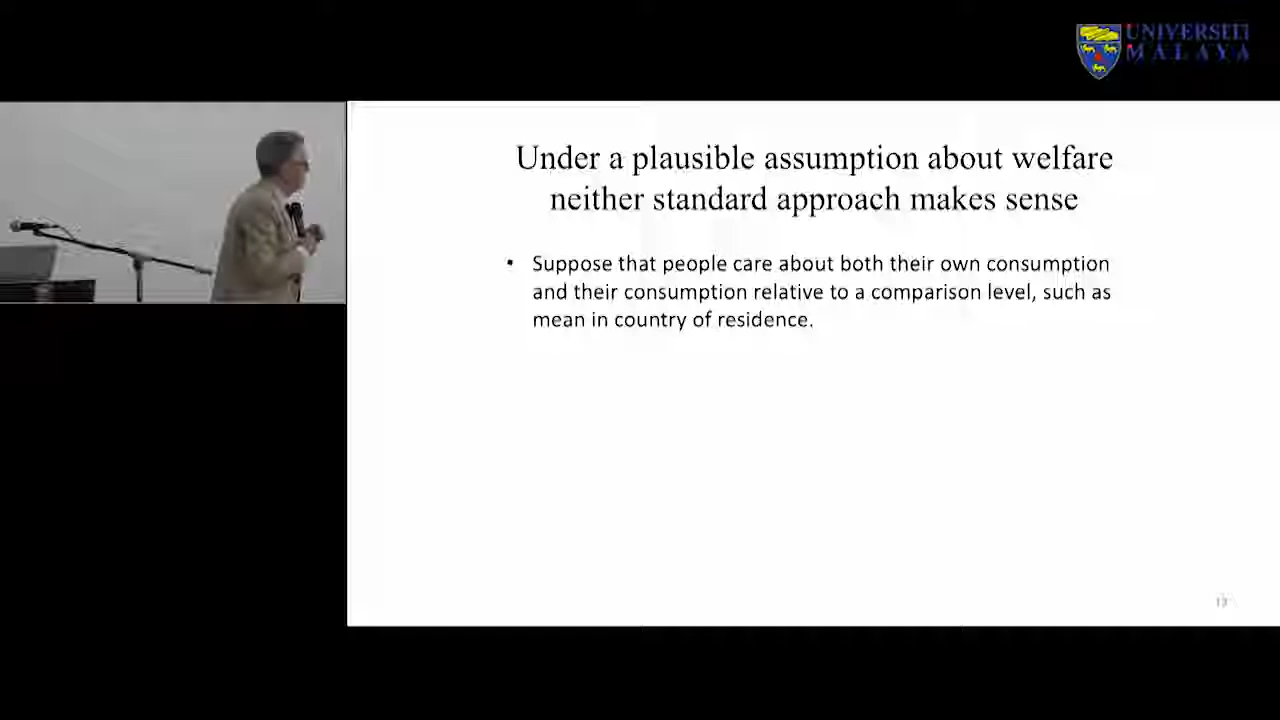 UNIVERSITI
MALAYA
Under a plausible assumption about welfare
neither standard approach makes sense
• Suppose that people care about both their own consumption
and their consumption relative to a comparison level, such as
mean in country of residence.